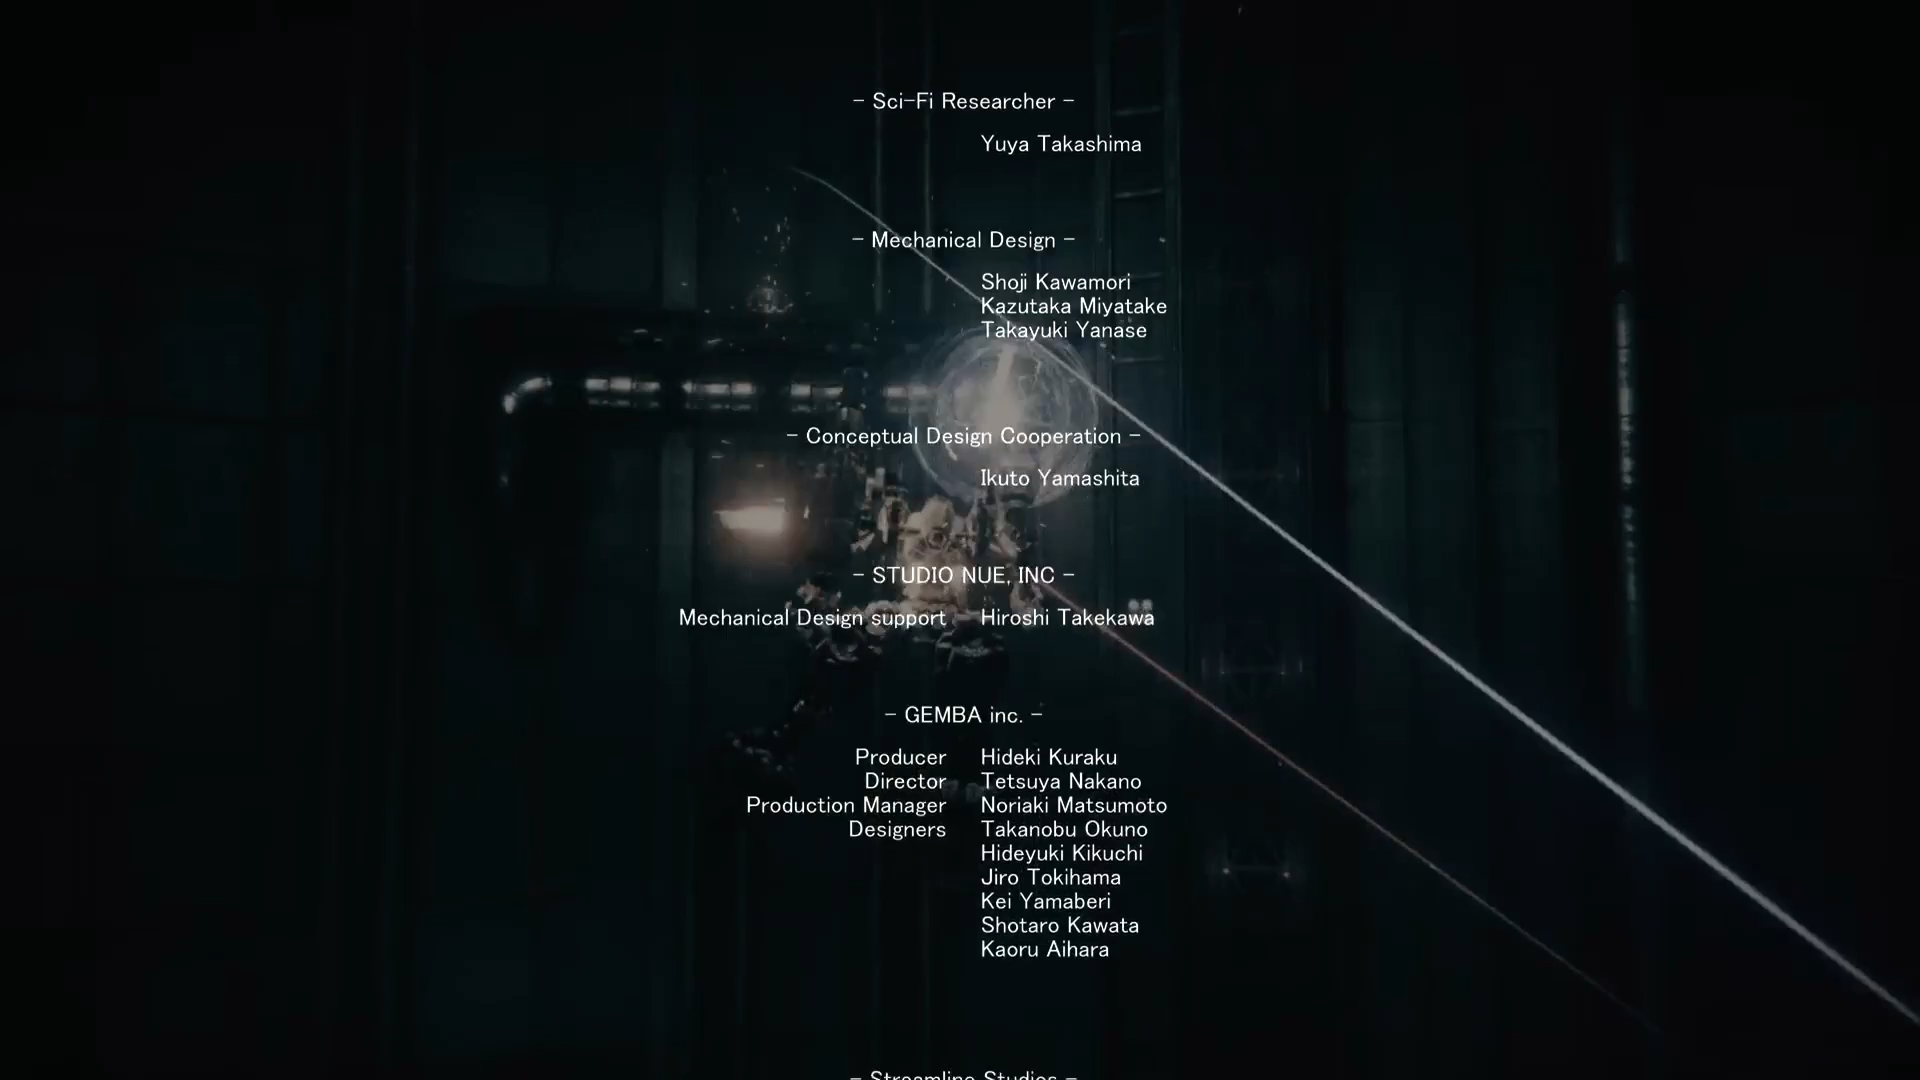 - Sci-Fi Researcher -
Yuya Takashima
- Mechanical Design -
Shoji Kawamori
Kazutaka Miyatake
Takayuki Yanase
- Conceptual Design Cooperation -
Ikuto Yamashita
- STUDIO NUE, INC -
Mechanical Design support Hiroshi Takekawa
- GEMBA inc. -
Producer Hideki Kuraku
Director Tetsuya Nakano
Production Manager Noriaki Matsumoto
Designers Takanobu Okuno
Hideyuki Kikuchi
Jiro Tokihama
Kei Yamaberi
Shotaro Kawata
Kaoru Aihara
- Streamline Studios -